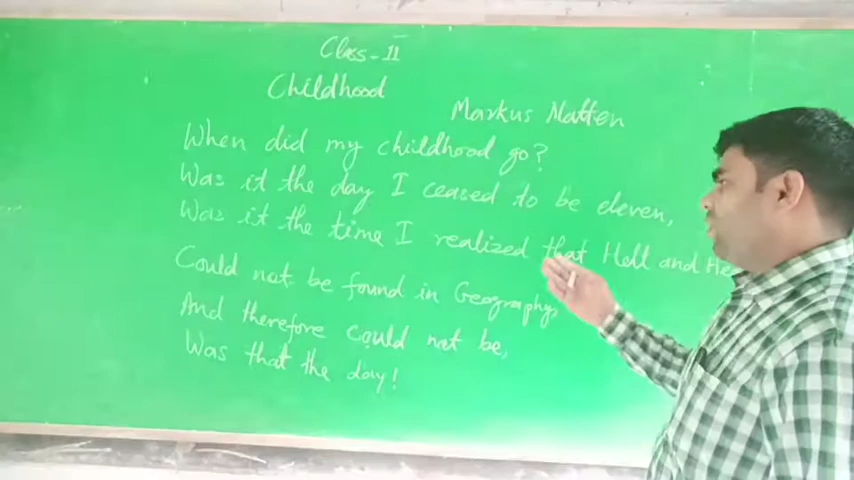 Class-11
Childhood
Markus Natten
When did my childhood go?
Was it the day I ceased to be eleven,
Was it the time I realized that Hell and He
Could not be found in Geography,
And therefore could not be,
Was that the day!